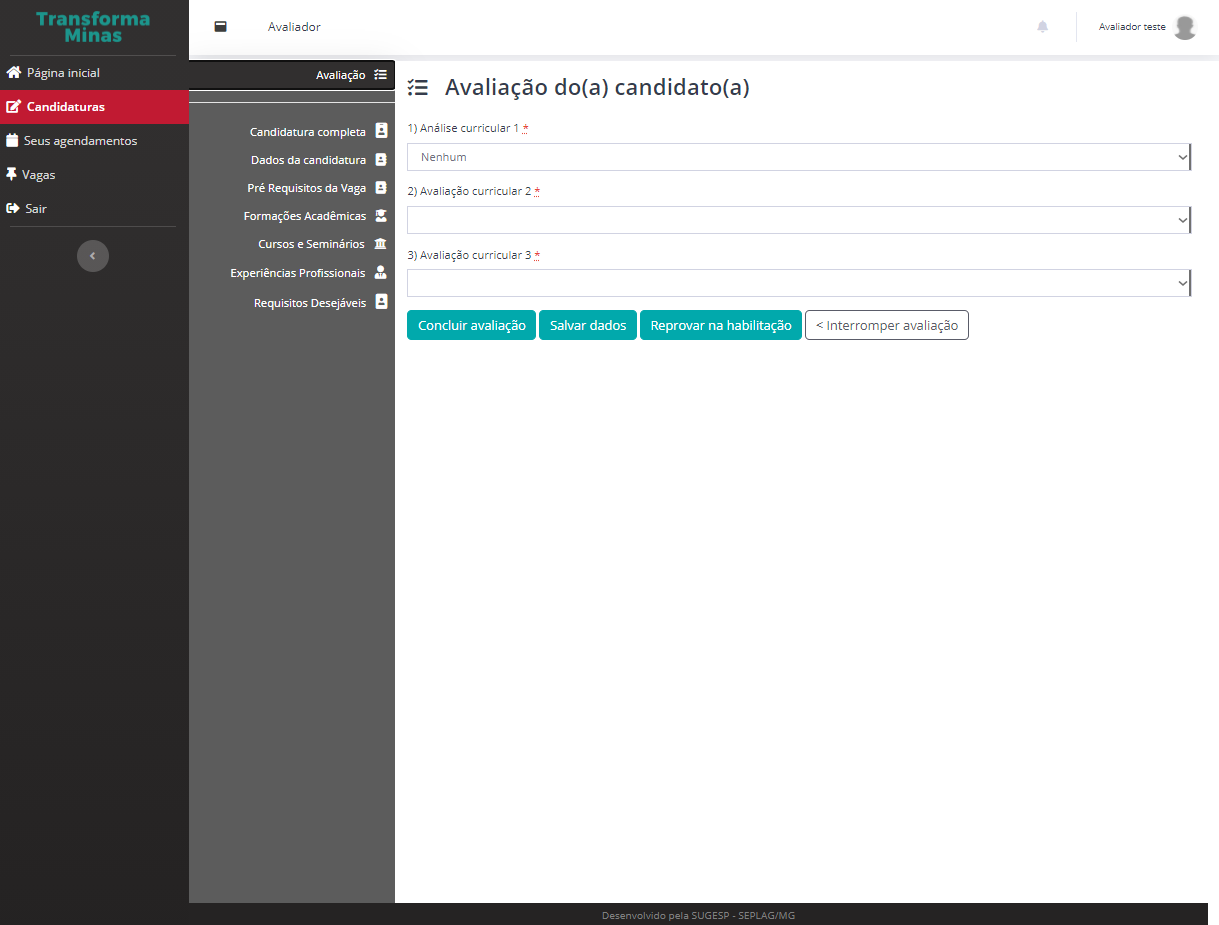 Transforma
Minas
Página inicial
Candidaturas
Seus agendamentos
Vagas
Sair
Avaliador
Avaliador teste
Avaliação
Candidatura completa
Dados da candidatura
Pré Requisitos da Vaga
Formações Acadêmicas
Cursos e Seminários
Experiências Profissionais
Requisitos Desejáveis
Avaliação do(a) candidato(a)
1) Análise curricular 1 *
Nenhum
2) Avaliação curricular 2 *
3) Avaliação curricular 3 *
Concluir avaliação
Salvar dados
Reprovar na habilitação
< Interromper avaliação
Desenvolvido pela SUGESP - SEPLAG/MG